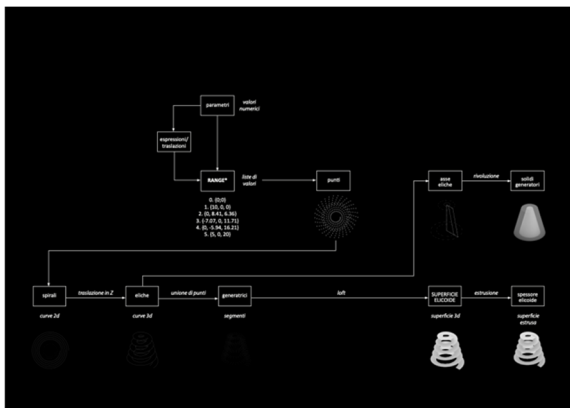 parametri
valori
numerici
espressioni/
traslazioni
RANGE*
liste di
valori
punti
0. (0;0)
1. (10, 0, 0)
2. (0, 8.41, 6.36)
3. (-7.07, 0, 11.71)
4. (0, -5.94, 16.21)
5. (5, 0, 20)
asse
eliche
rivoluzione
solidi
generatori
spirali
traslazione in Z
eliche
unione di punti
generatrici
loft
SUPERFICIE
ELICOIDE
estrusione
spessore
elicoide
curve 2d
curve 3d
segmenti
superficie 3d
superficie
estrusa